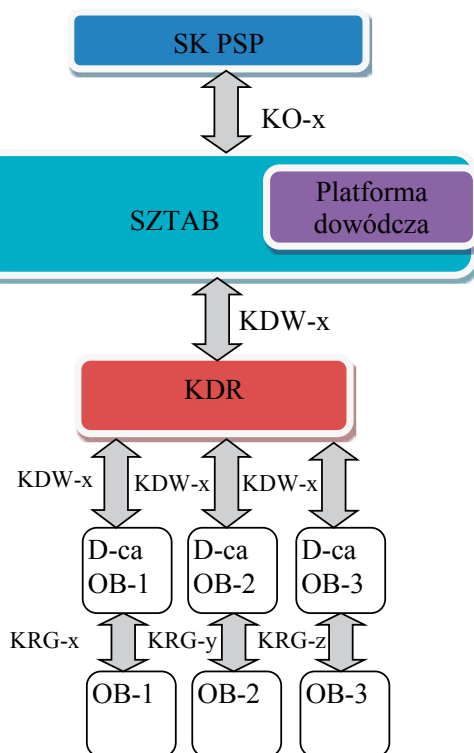 SK PSP
KO-x
SZTAB
Platforma
dowódcza
KDW-x
KDR
KDW-x
KDW-x
KDW-x
D-ca
OB-1
D-ca
OB-2
D-ca
OB-3
KRG-x
KRG-y
KRG-z
OB-1
OB-2
OB-3